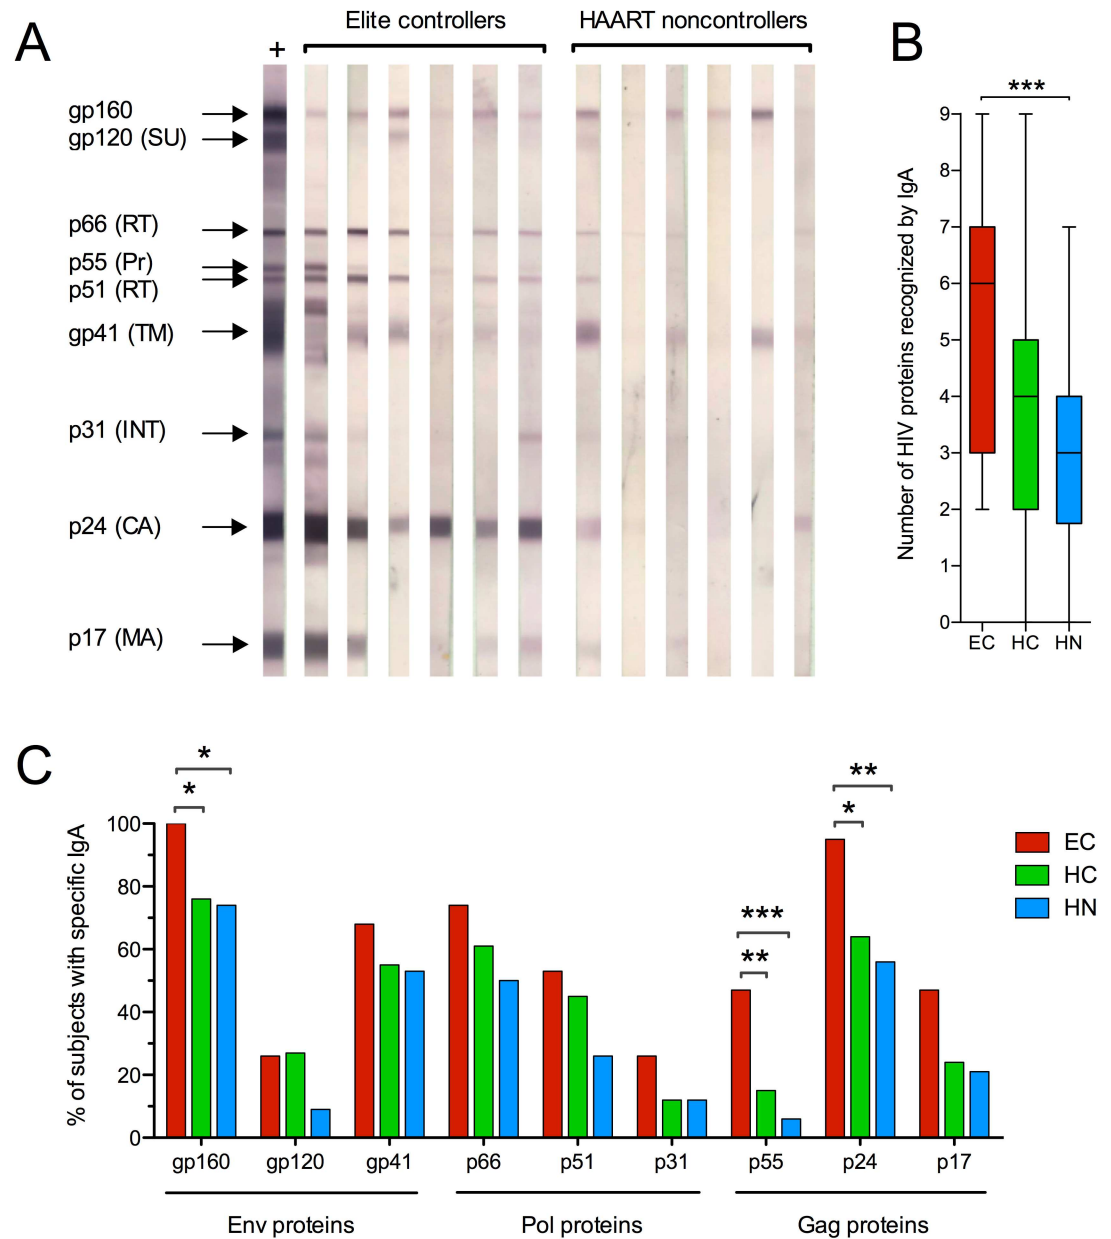 A
Elite controllers
HAART noncontrollers
+
gp160
gp120 (SU)
p66 (RT)
p55 (Pr)
p51 (RT)
gp41 (TM)
p31 (INT)
p24 (CA)
p17 (MA)
B
***
Number of HIV proteins recognized by IgA
9
8
7
6
5
4
3
2
1
0
EC HC HN
C
% of subjects with specific IgA
100
80
60
40
20
0
*
*
***
**
**
*
EC
HC
HN
gp160 gp120 gp41 p66 p51 p31 p55 p24 p17
Env proteins Pol proteins Gag proteins